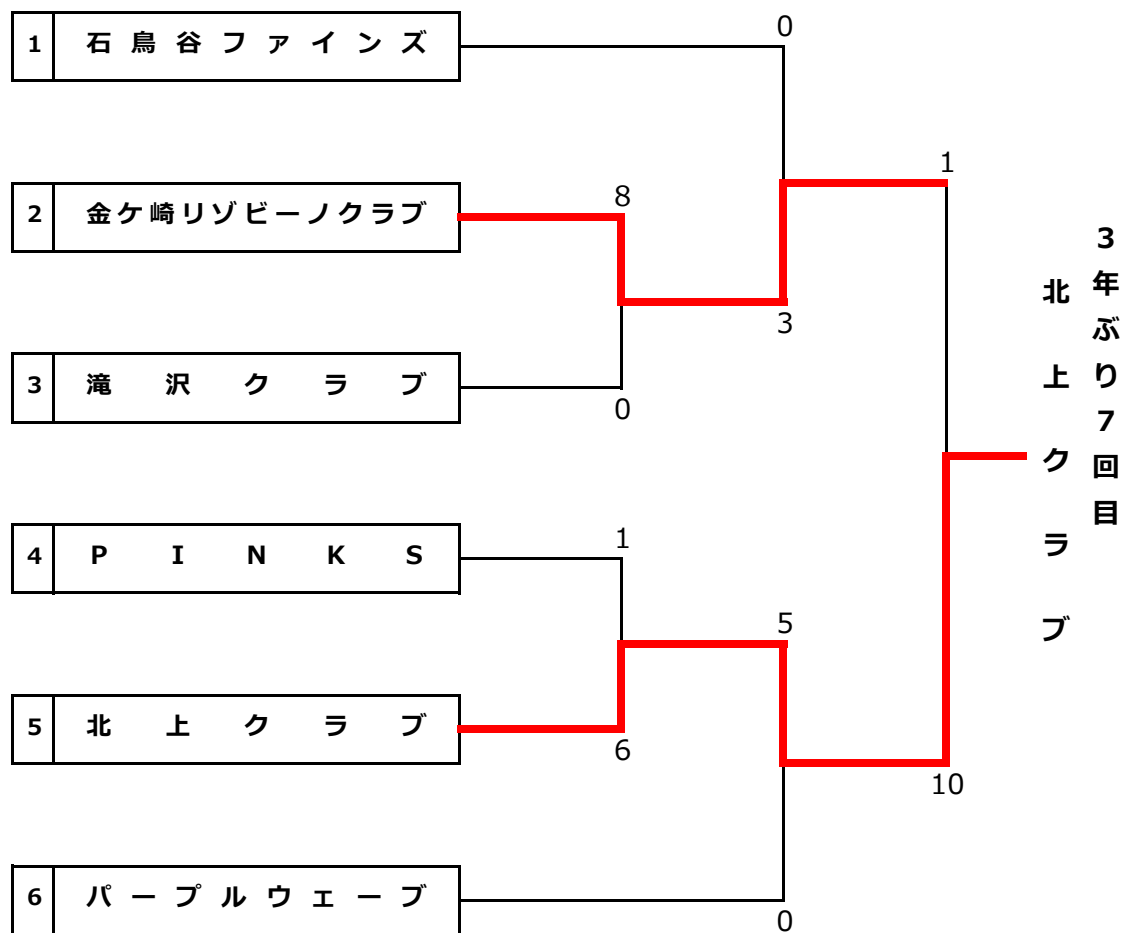 1 石鳥谷ファインズ
0
2 金ケ崎リゾビーノクラブ
8
3
1
3 滝沢クラブ
0
4 PINKS
1
5 北上クラブ
6
5
10
6 パープルウェーブ
0
3年ぶり7回目
北上クラブ